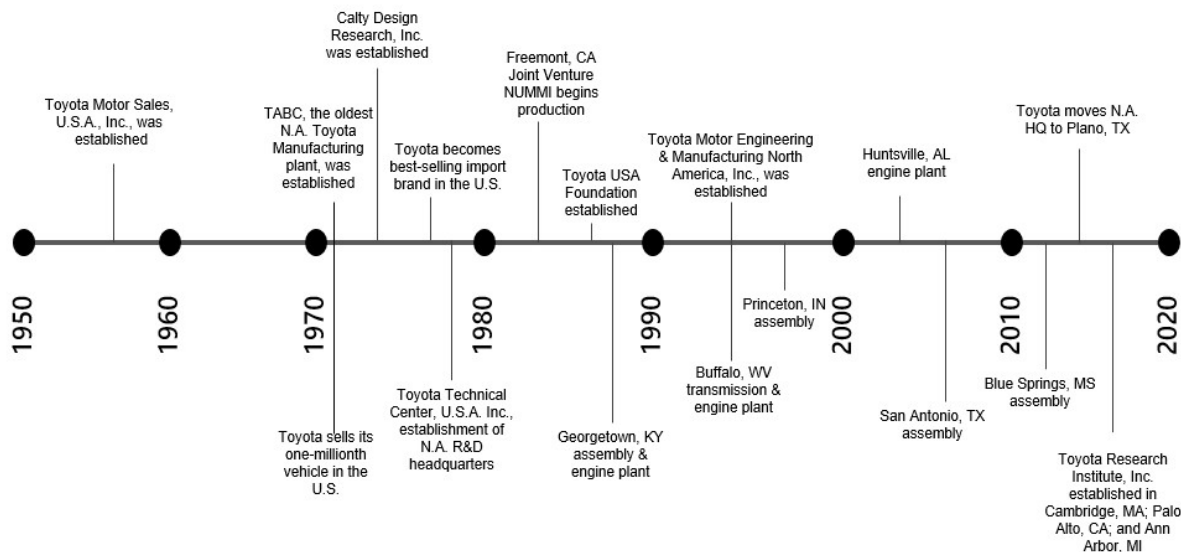 Calty Design
Research, Inc.
was established
Freemont, CA
Joint Venture
NUMMI begins
production
Toyota Motor Sales,
U.S.A., Inc., was
established
TABC, the oldest
N.A. Toyota
Manufacturing
plant, was
established
Toyota becomes
best-selling import
brand in the U.S.
Toyota USA
Foundation
established
Toyota Motor Engineering
& Manufacturing North
America, Inc., was
established
Huntsville, AL
engine plant
Toyota moves N.A.
HQ to Plano, TX
1950
1960
1970
1980
1990
2000
2010
2020
Toyota sells its
one-millionth
vehicle in the
U.S.
Toyota Technical
Center, U.S.A. Inc.,
establishment of
N.A. R&D
headquarters
Georgetown, KY
assembly &
engine plant
Buffalo, WV
transmission &
engine plant
Princeton, IN
assembly
San Antonio, TX
assembly
Blue Springs, MS
assembly
Toyota Research
Institute, Inc.
established in
Cambridge, MA; Palo
Alto, CA; and Ann
Arbor, MI